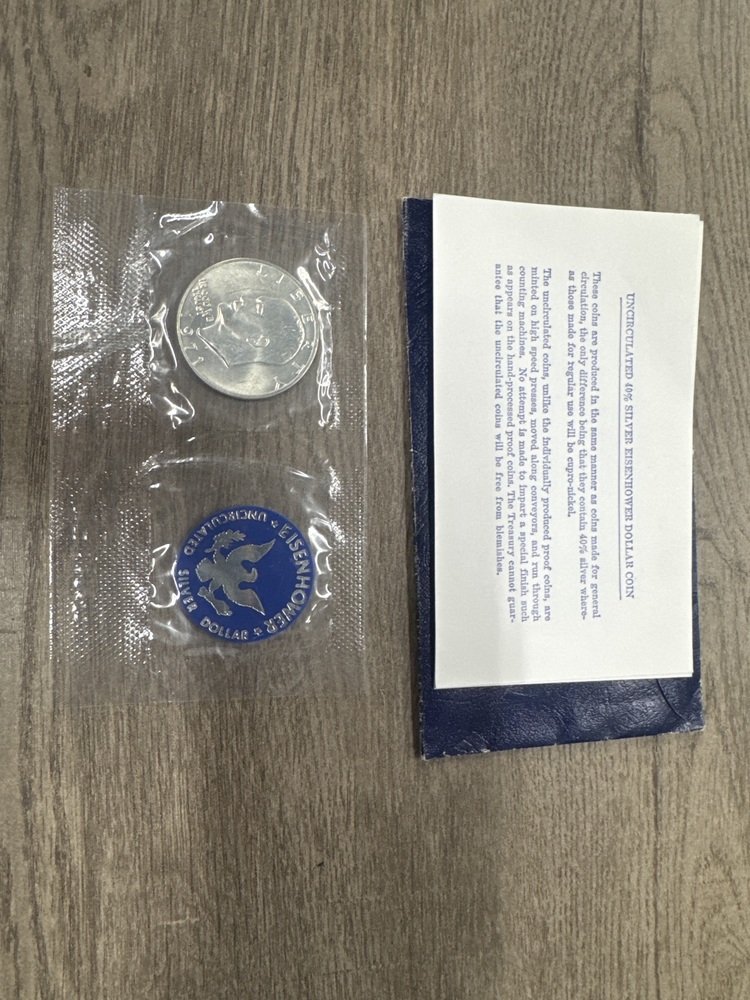 UNCIRCULATED 40% SILVER EISENHOWER DOLLAR COIN
These coins are produced in the same manner as coins made for general
circulation, the only difference being that they contain 40% silver where-
as those made for regular use will be cupro-nickel.
The uncirculated coins, unlike the individually produced proof coins, are
minted on high speed presses, moved along conveyors, and run through
counting machines. No attempt is made to impart a special finish such
as appears on the hand-processed proof coins. The Treasury cannot guar-
antee that the uncirculated coins will be free from blemishes.
EISENHOWER
UNCIRCULATED SILVER DOLLAR